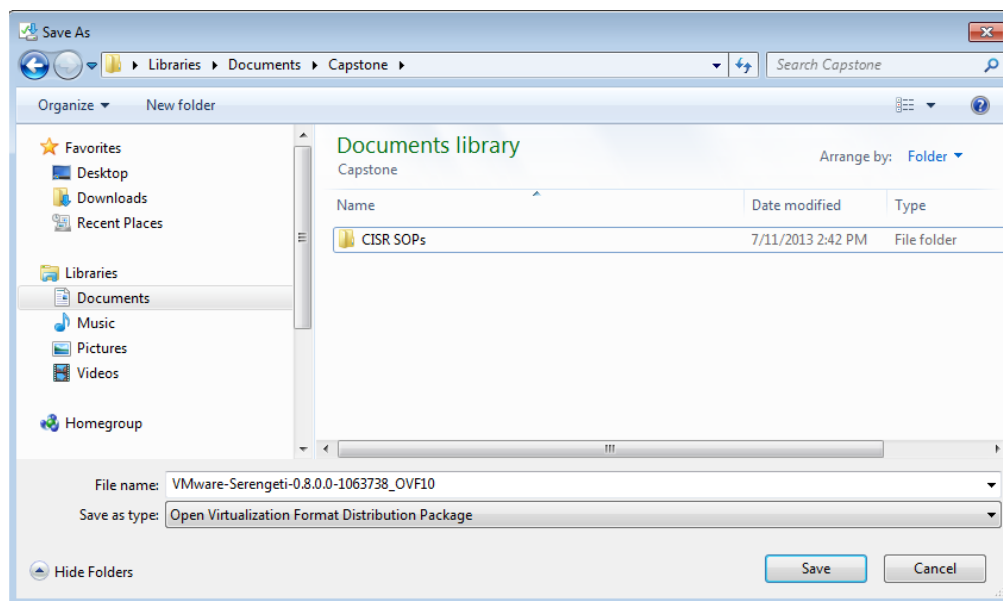 Save As
Libraries Documents Capstone
Search Capstone
Organize New folder
Favorites
Desktop
Downloads
Recent Places
Libraries
Documents
Music
Pictures
Videos
Homegroup
Documents library
Capstone
Arrange by: Folder
Name Date modified Type
CISR SOPs 7/11/2013 2:42 PM File folder
File name: VMware-Serengeti-0.8.0.0-1063738_OVF10
Save as type: Open Virtualization Format Distribution Package
Hide Folders
Save Cancel